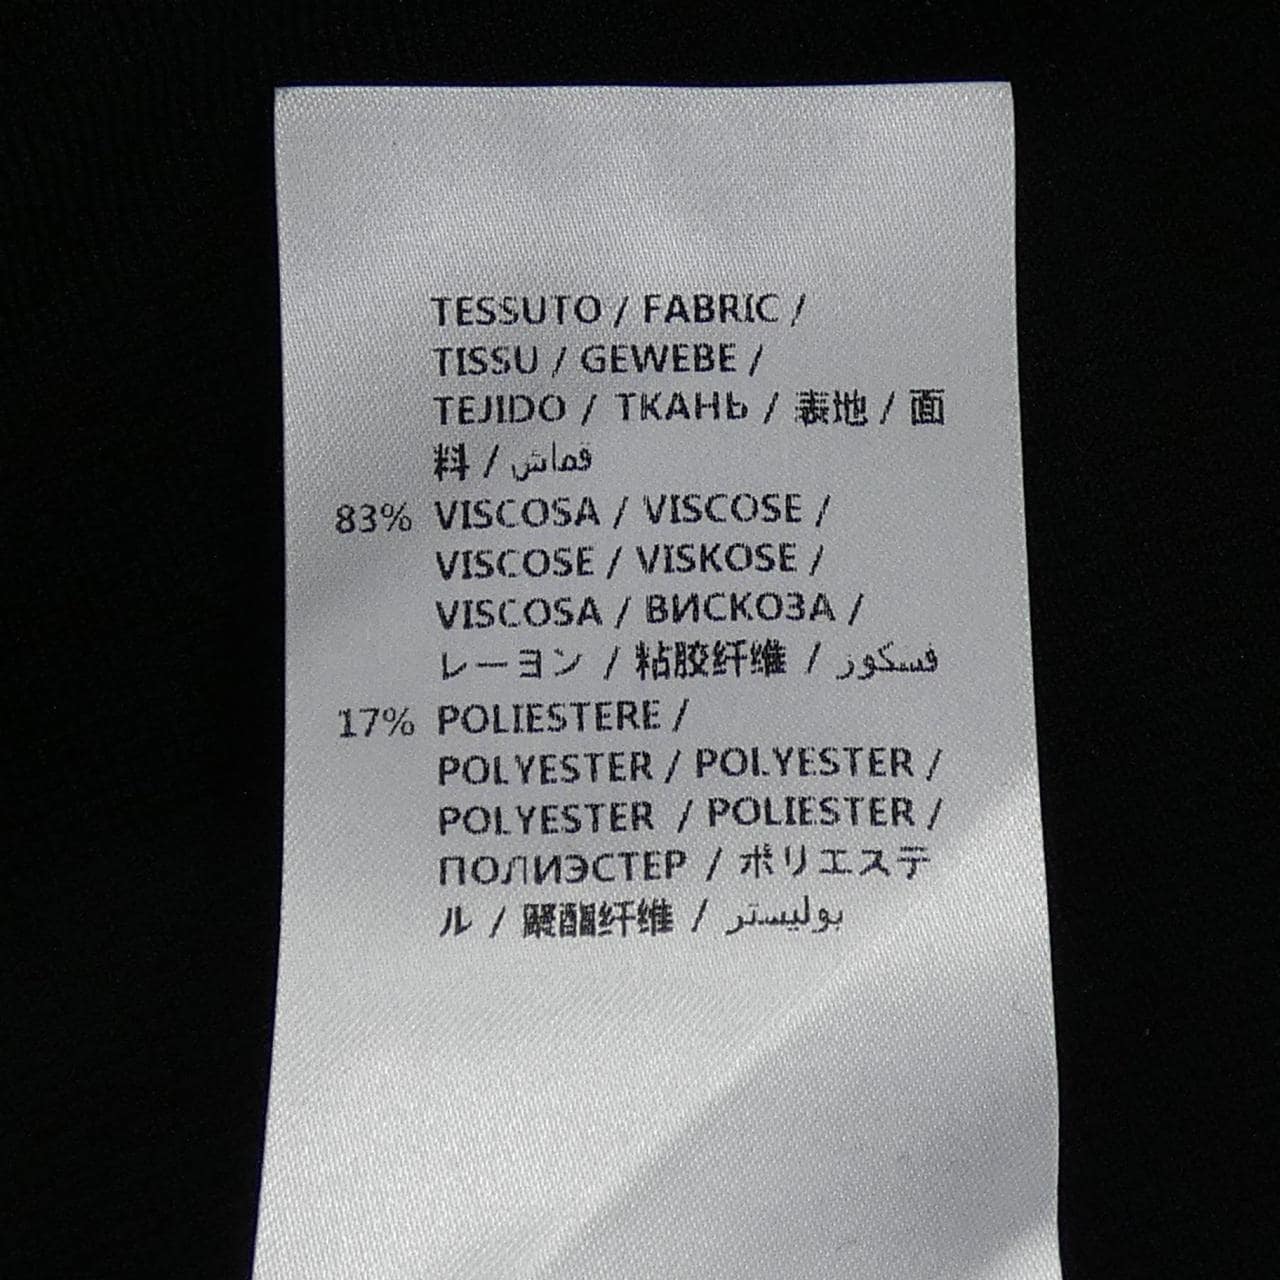 TESSUTO / FABRIC /
TISSU / GEWEBE /
TEJIDO / ТКАНЬ / 表地 / 面
料 / قماش
83% VISCOSA / VISCOSE /
VISCOSE / VISKOSE /
VISCOSA / ВИСКОЗА /
レーヨン / 粘胶纤维 / فسكوز
17% POLIESTERE /
POLYESTER / POLYESTER /
POLYESTER / POLIESTER /
ПОЛИЭСТЕР / ポリエステ
ル / 聚酯纤维 / بوليستر